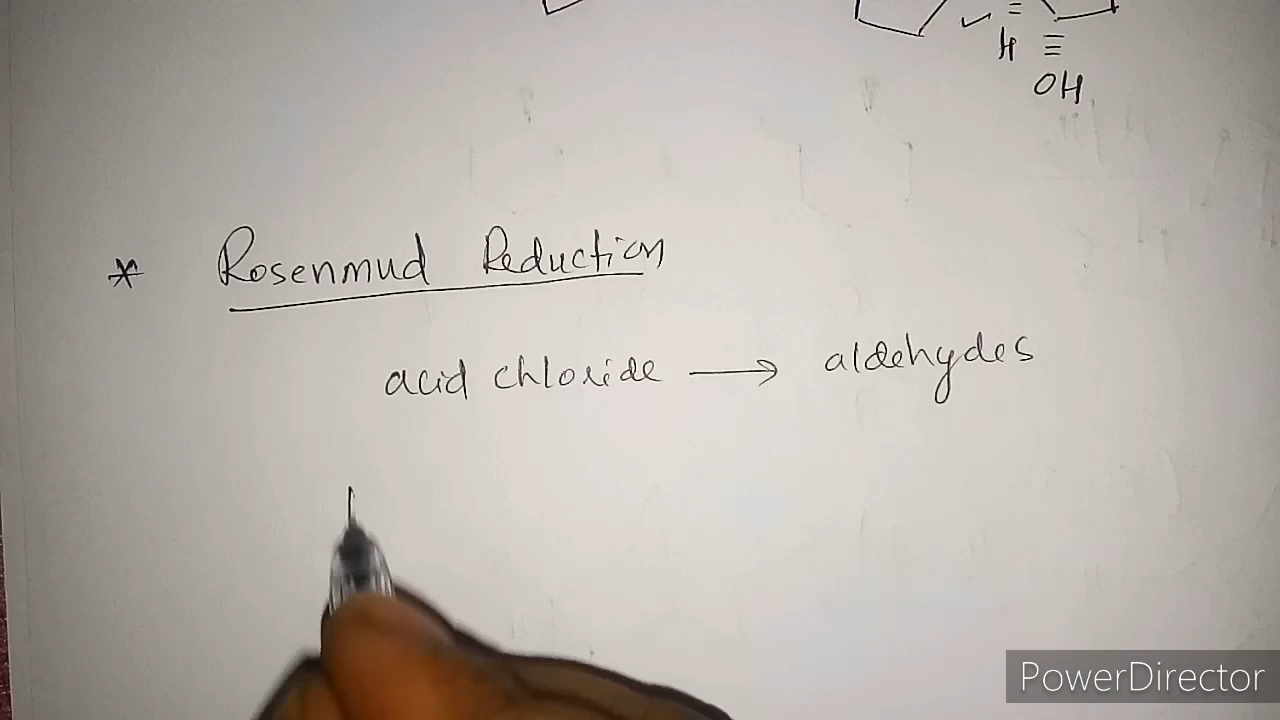 H
OH
* Rosenmud Reduction
acid chloride → aldehydes
PowerDirector